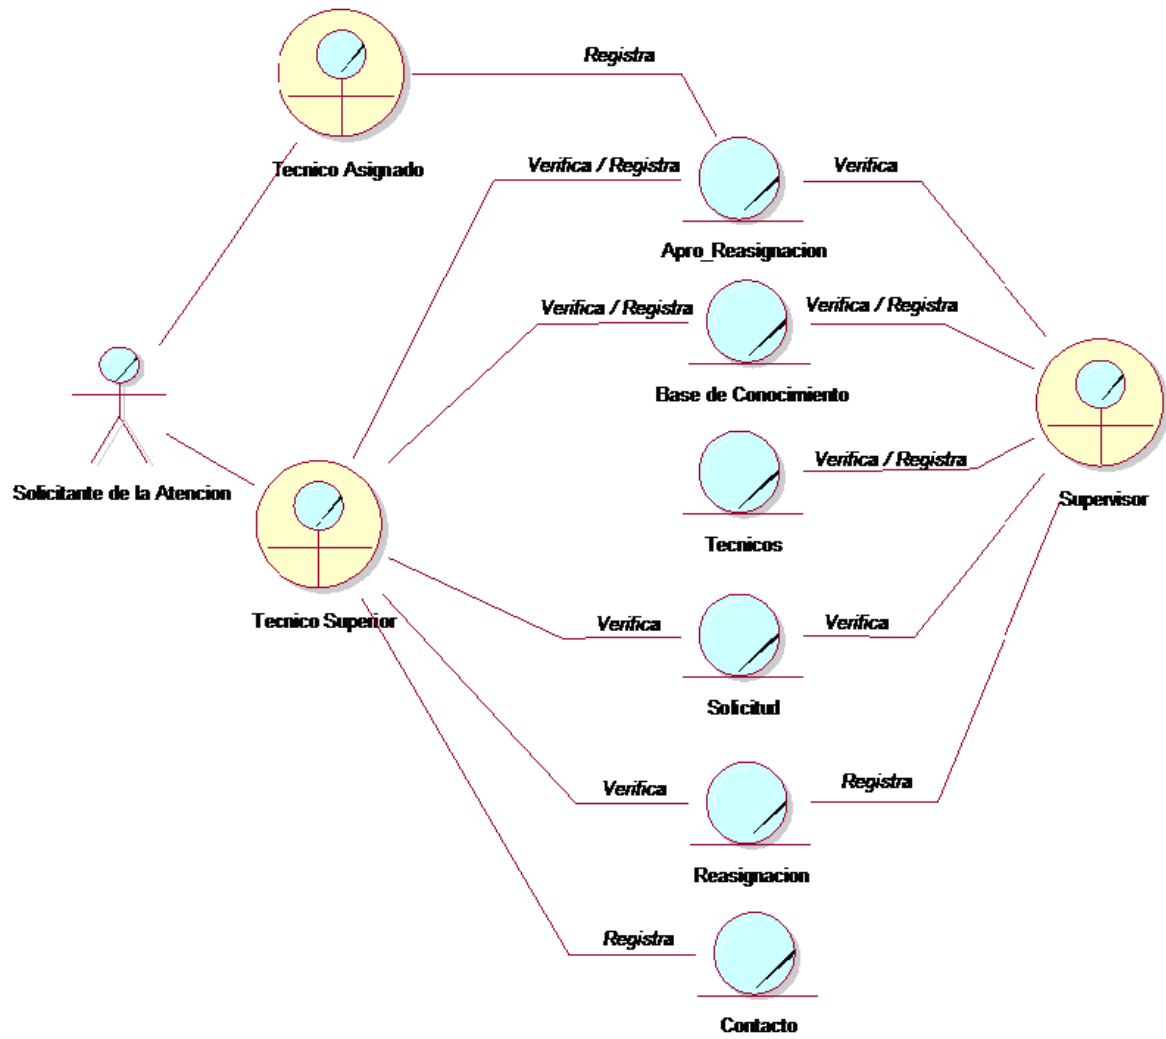 Registra
Tecnico Asignado
Verifica / Registra
Verifica
Apro_Reasignacion
Verifica / Registra
Verifica / Registra
Base de Conocimiento
Verifica / Registra
Solicitante de la Atencion
Supervisor
Tecnicos
Tecnico Superior
Verifica
Verifica
Solicitud
Verifica
Registra
Reasignacion
Registra
Contacto